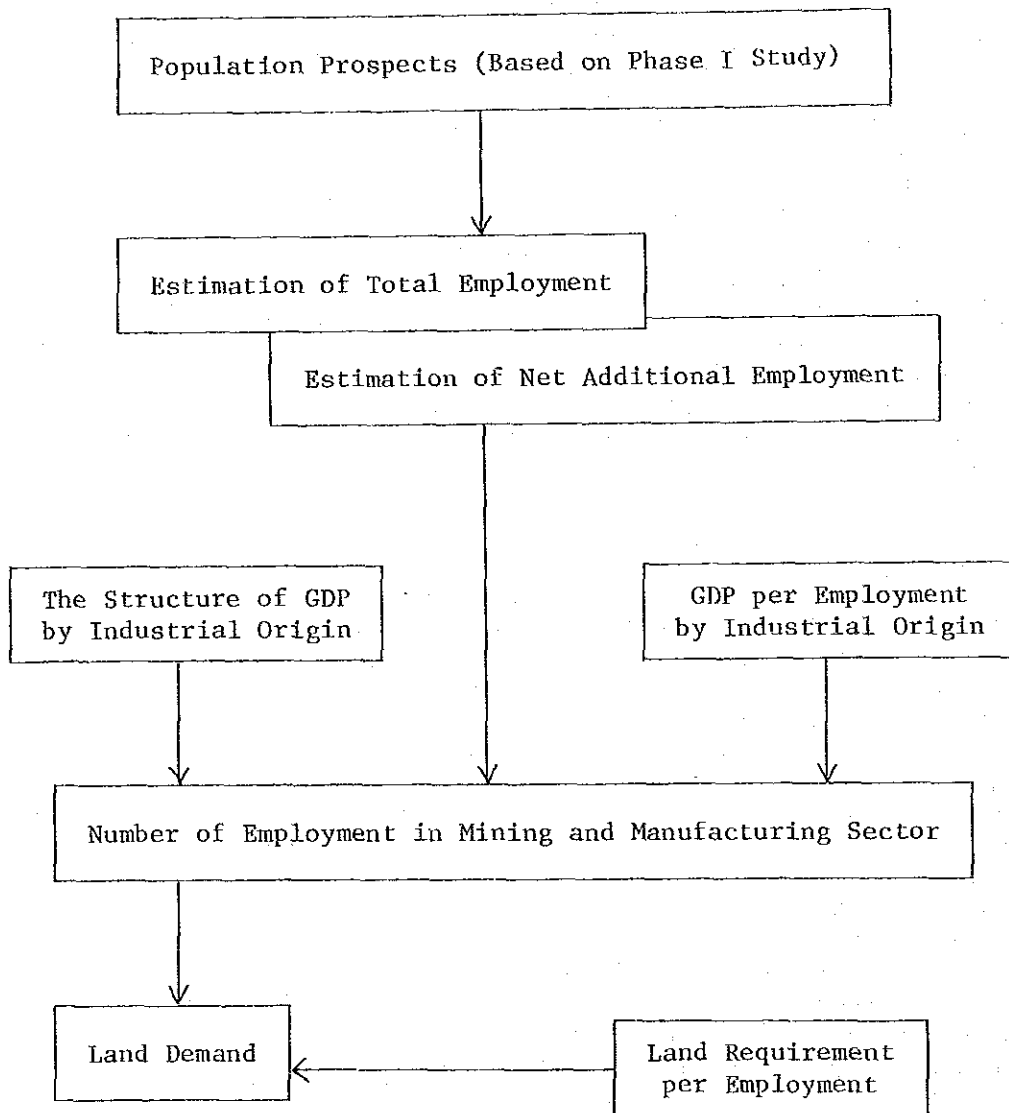 Population Prospects (Based on Phase I Study)
Estimation of Total Employment
Estimation of Net Additional Employment
The Structure of GDP
by Industrial Origin
GDP per Employment
by Industrial Origin
Number of Employment in Mining and Manufacturing Sector
Land Demand
Land Requirement
per Employment